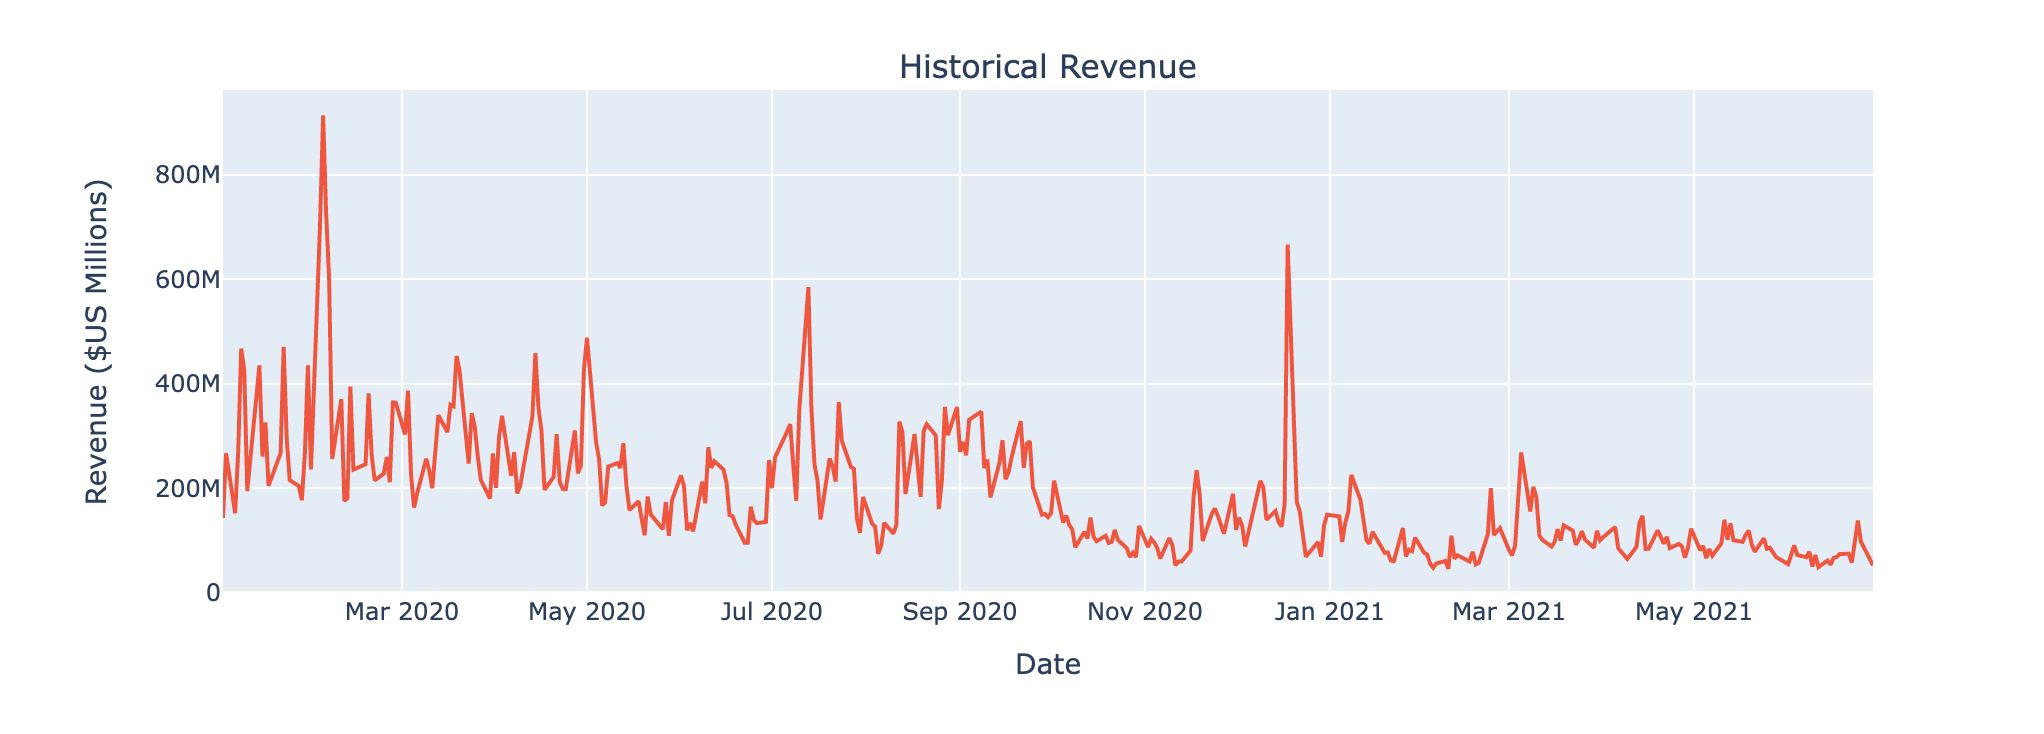 Historical Revenue
Revenue ($US Millions)
800M
600M
400M
200M
0
Mar 2020
May 2020
Jul 2020
Sep 2020
Nov 2020
Jan 2021
Mar 2021
May 2021
Date